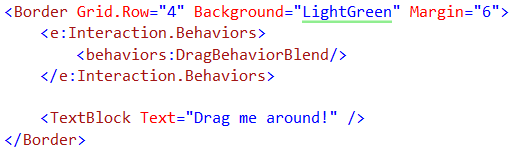 <Border Grid.Row="4" Background="LightGreen" Margin="6">
    <e:Interaction.Behaviors>
        <behaviors:DragBehaviorBlend/>
    </e:Interaction.Behaviors>

    <TextBlock Text="Drag me around!" />
</Border>